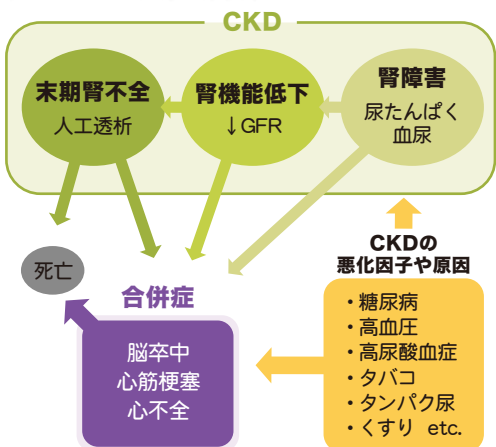 CKD
末期腎不全
人工透析
腎機能低下
↓GFR
腎障害
尿たんぱく
血尿
死亡
合併症
脳卒中
心筋梗塞
心不全
CKDの
悪化因子や原因
・糖尿病
・高血圧
・高尿酸血症
・タバコ
・タンパク尿
・くすり etc.